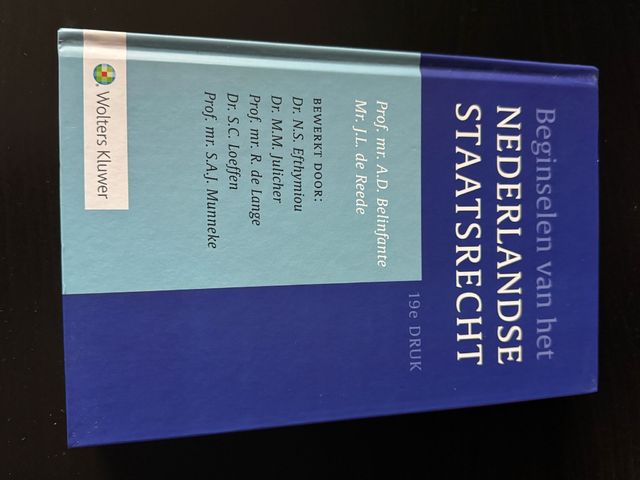 Beginselen van het
NEDERLANDSE
STAATSRECHT
19e DRUK
Prof. mr. A.D. Belinfante
Mr. J.L. de Reede
BEWERKT DOOR:
Dr. N.S. Efthymiou
Dr. M.M. Julicher
Prof. mr. R. de Lange
Dr. S.C. Loeffen
Prof. mr. S.A.J. Munneke
Wolters Kluwer